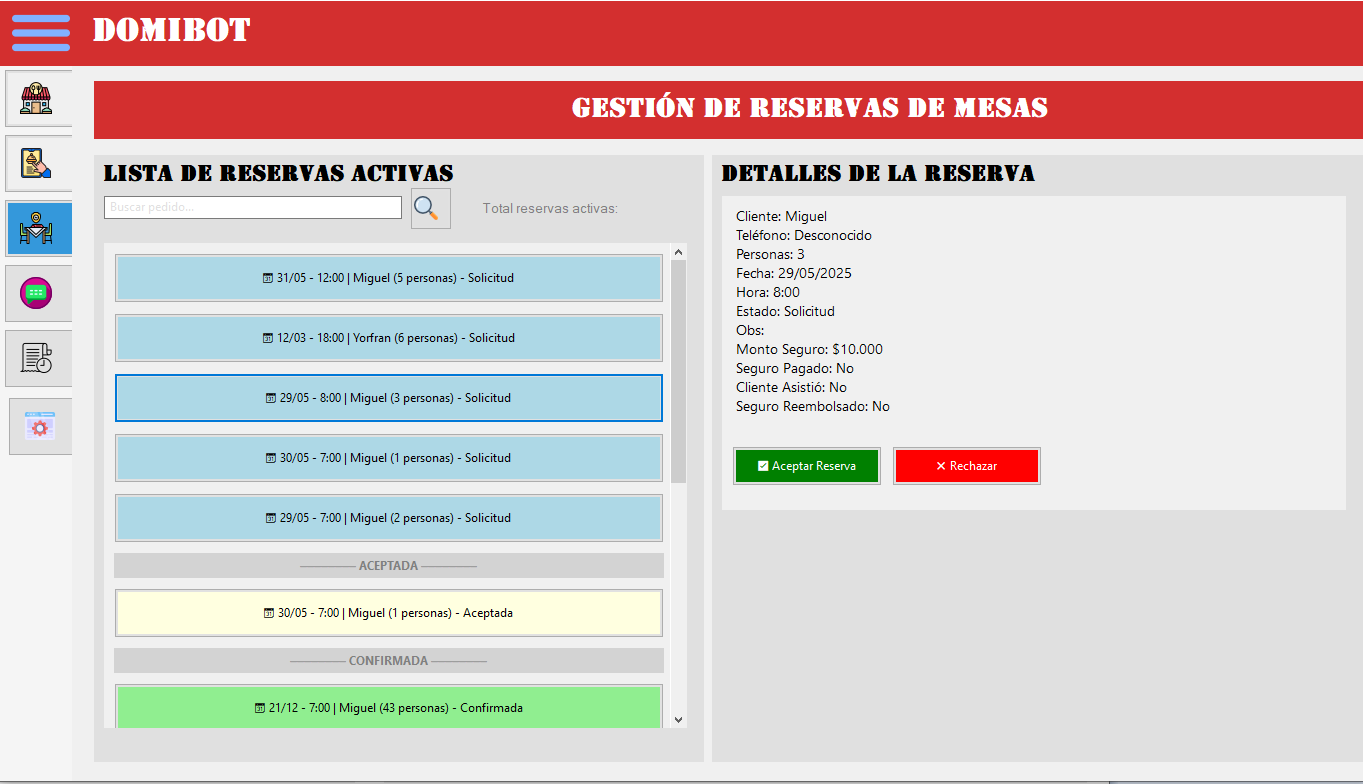 DOMIBOT
GESTIÓN DE RESERVAS DE MESAS
LISTA DE RESERVAS ACTIVAS
Buscar pedido...
Total reservas activas:
31/05 - 12:00 | Miguel (5 personas) - Solicitud
12/03 - 18:00 | Yorfran (6 personas) - Solicitud
29/05 - 8:00 | Miguel (3 personas) - Solicitud
30/05 - 7:00 | Miguel (1 personas) - Solicitud
29/05 - 7:00 | Miguel (2 personas) - Solicitud
ACEPTADA
30/05 - 7:00 | Miguel (1 personas) - Aceptada
CONFIRMADA
21/12 - 7:00 | Miguel (43 personas) - Confirmada
DETALLES DE LA RESERVA
Cliente: Miguel
Teléfono: Desconocido
Personas: 3
Fecha: 29/05/2025
Hora: 8:00
Estado: Solicitud
Obs:
Monto Seguro: $10.000
Seguro Pagado: No
Cliente Asistió: No
Seguro Reembolsado: No
Aceptar Reserva
Rechazar